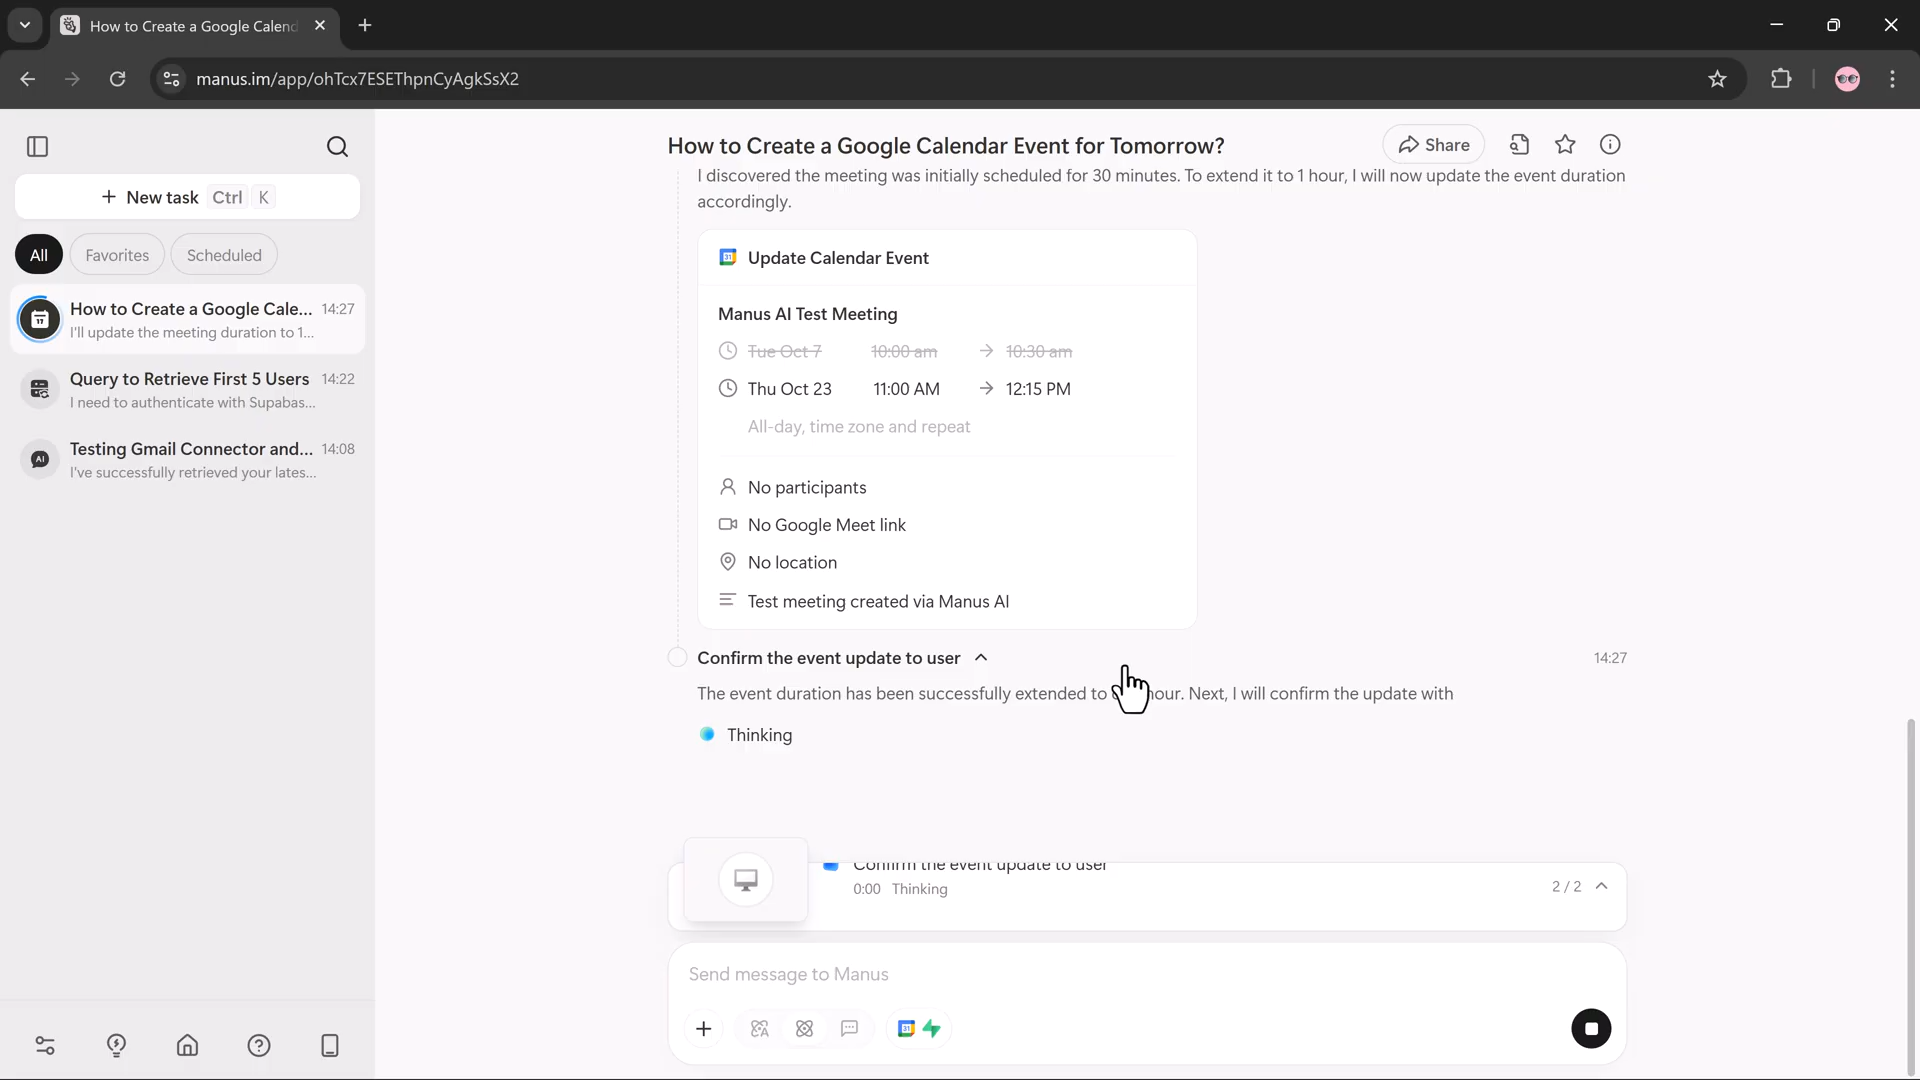 How to Create a Google Calend
manus.im/app/ohTcx7ESEThpnCyAgkSsX2
New task Ctrl K
All
Favorites
Scheduled
How to Create a Google Cale... 14:27
I'll update the meeting duration to 1...
Query to Retrieve First 5 Users 14:22
I need to authenticate with Supabas...
AI
Testing Gmail Connector and... 14:08
I've successfully retrieved your lates...
How to Create a Google Calendar Event for Tomorrow?
Share
I discovered the meeting was initially scheduled for 30 minutes. To extend it to 1 hour, I will now update the event duration
accordingly.
31 Update Calendar Event
Manus AI Test Meeting
Tue Oct 7 10:00 am → 10:30 am
Thu Oct 23 11:00 AM → 12:15 PM
All-day, time zone and repeat
No participants
No Google Meet link
No location
Test meeting created via Manus AI
Confirm the event update to user 14:27
The event duration has been successfully extended to hour. Next, I will confirm the update with
Thinking
Confirm the event update to user
0:00 Thinking
2 / 2
Send message to Manus
31